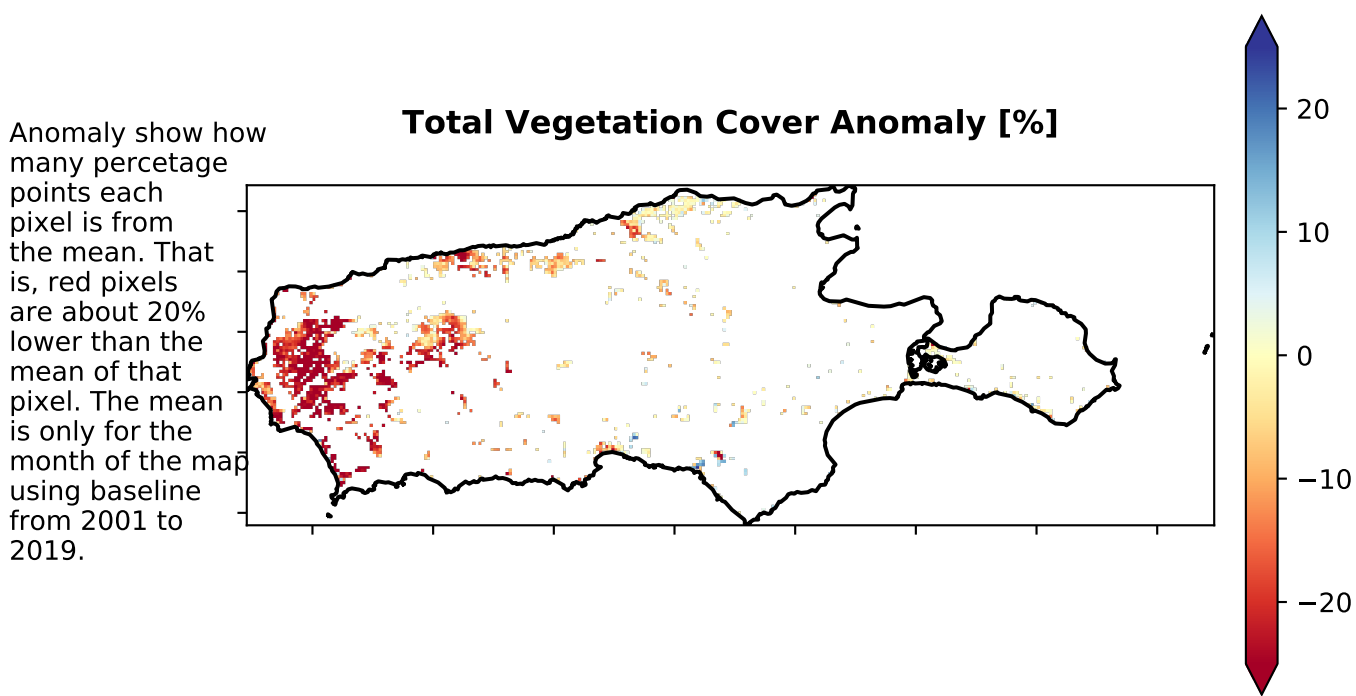 Total Vegetation Cover Anomaly [%]
Anomaly show how
many percetage
points each
pixel is from
the mean. That
is, red pixels
are about 20%
lower than the
mean of that
pixel. The mean
is only for the
month of the map
using baseline
from 2001 to
2019.
20
10
0
−10
−20